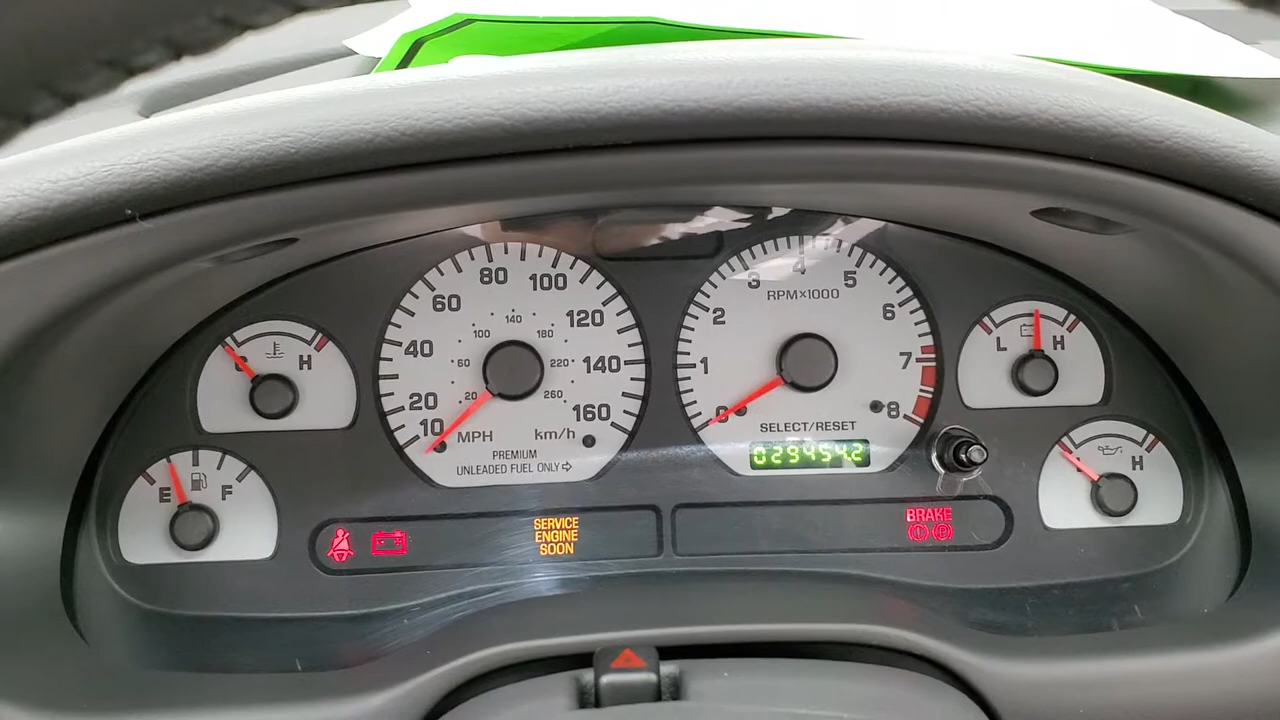 80
100
60
120
40
140
20
160
10
100
140
180
60
220
20
260
MPH
km/h
PREMIUM
UNLEADED FUEL ONLY
3
4
5
RPM×1000
2
6
1
7
0
8
SELECT/RESET
C
H
L
H
E
F
H
SERVICE
ENGINE
SOON
BRAKE
(!) (P)